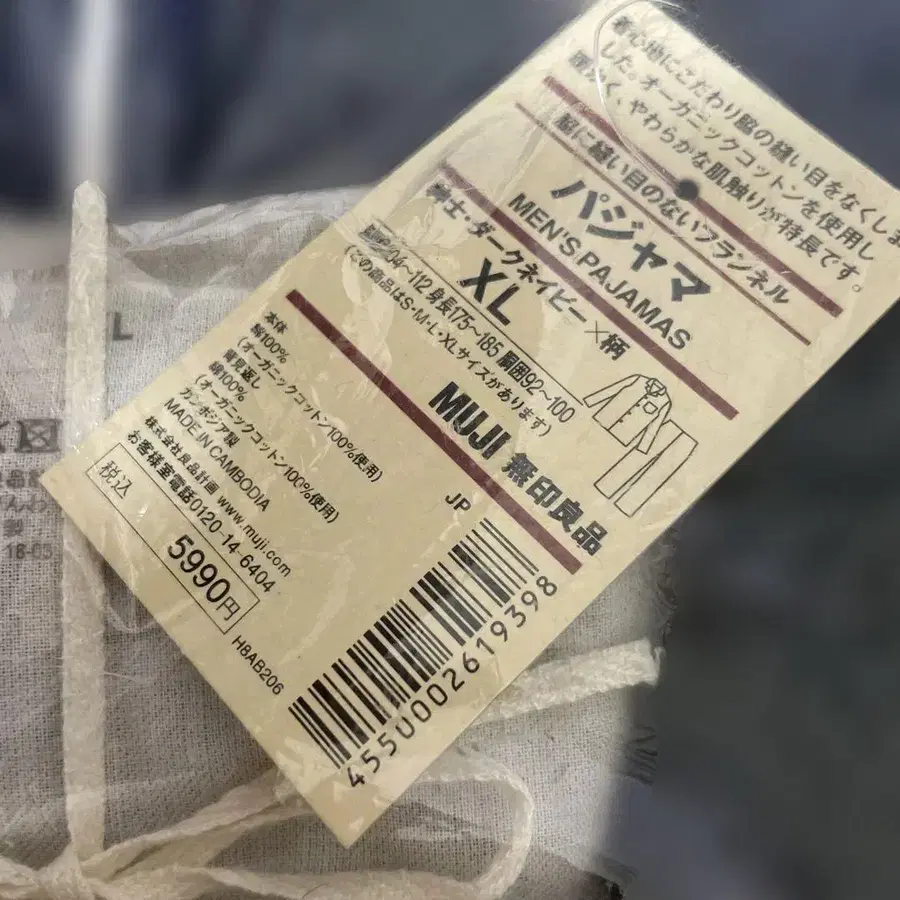 着心地にこだわり脇の縫い目をなくしま
した。オーガニックコットンを使用し
暖かく、やわらかな肌触りが特長です。
脇に縫い目のないフランネル
パジャマ
MEN'S PAJAMAS
紳士・ダークネイビー×柄
XL
胸囲104〜112 身長175〜185 胴囲92〜100
(この商品はS・M・L・XLサイズがあります)
MUJI 無印良品
本体
綿100%
(オーガニックコットン100%使用)
綿100%
(オーガニックコットン100%使用)
カンボジア製
MADE IN CAMBODIA
株式会社良品計画 www.muji.com
お客様室電話0120-14-6404
税込
5990円
JP
H8AB206
4550002619398
L
製